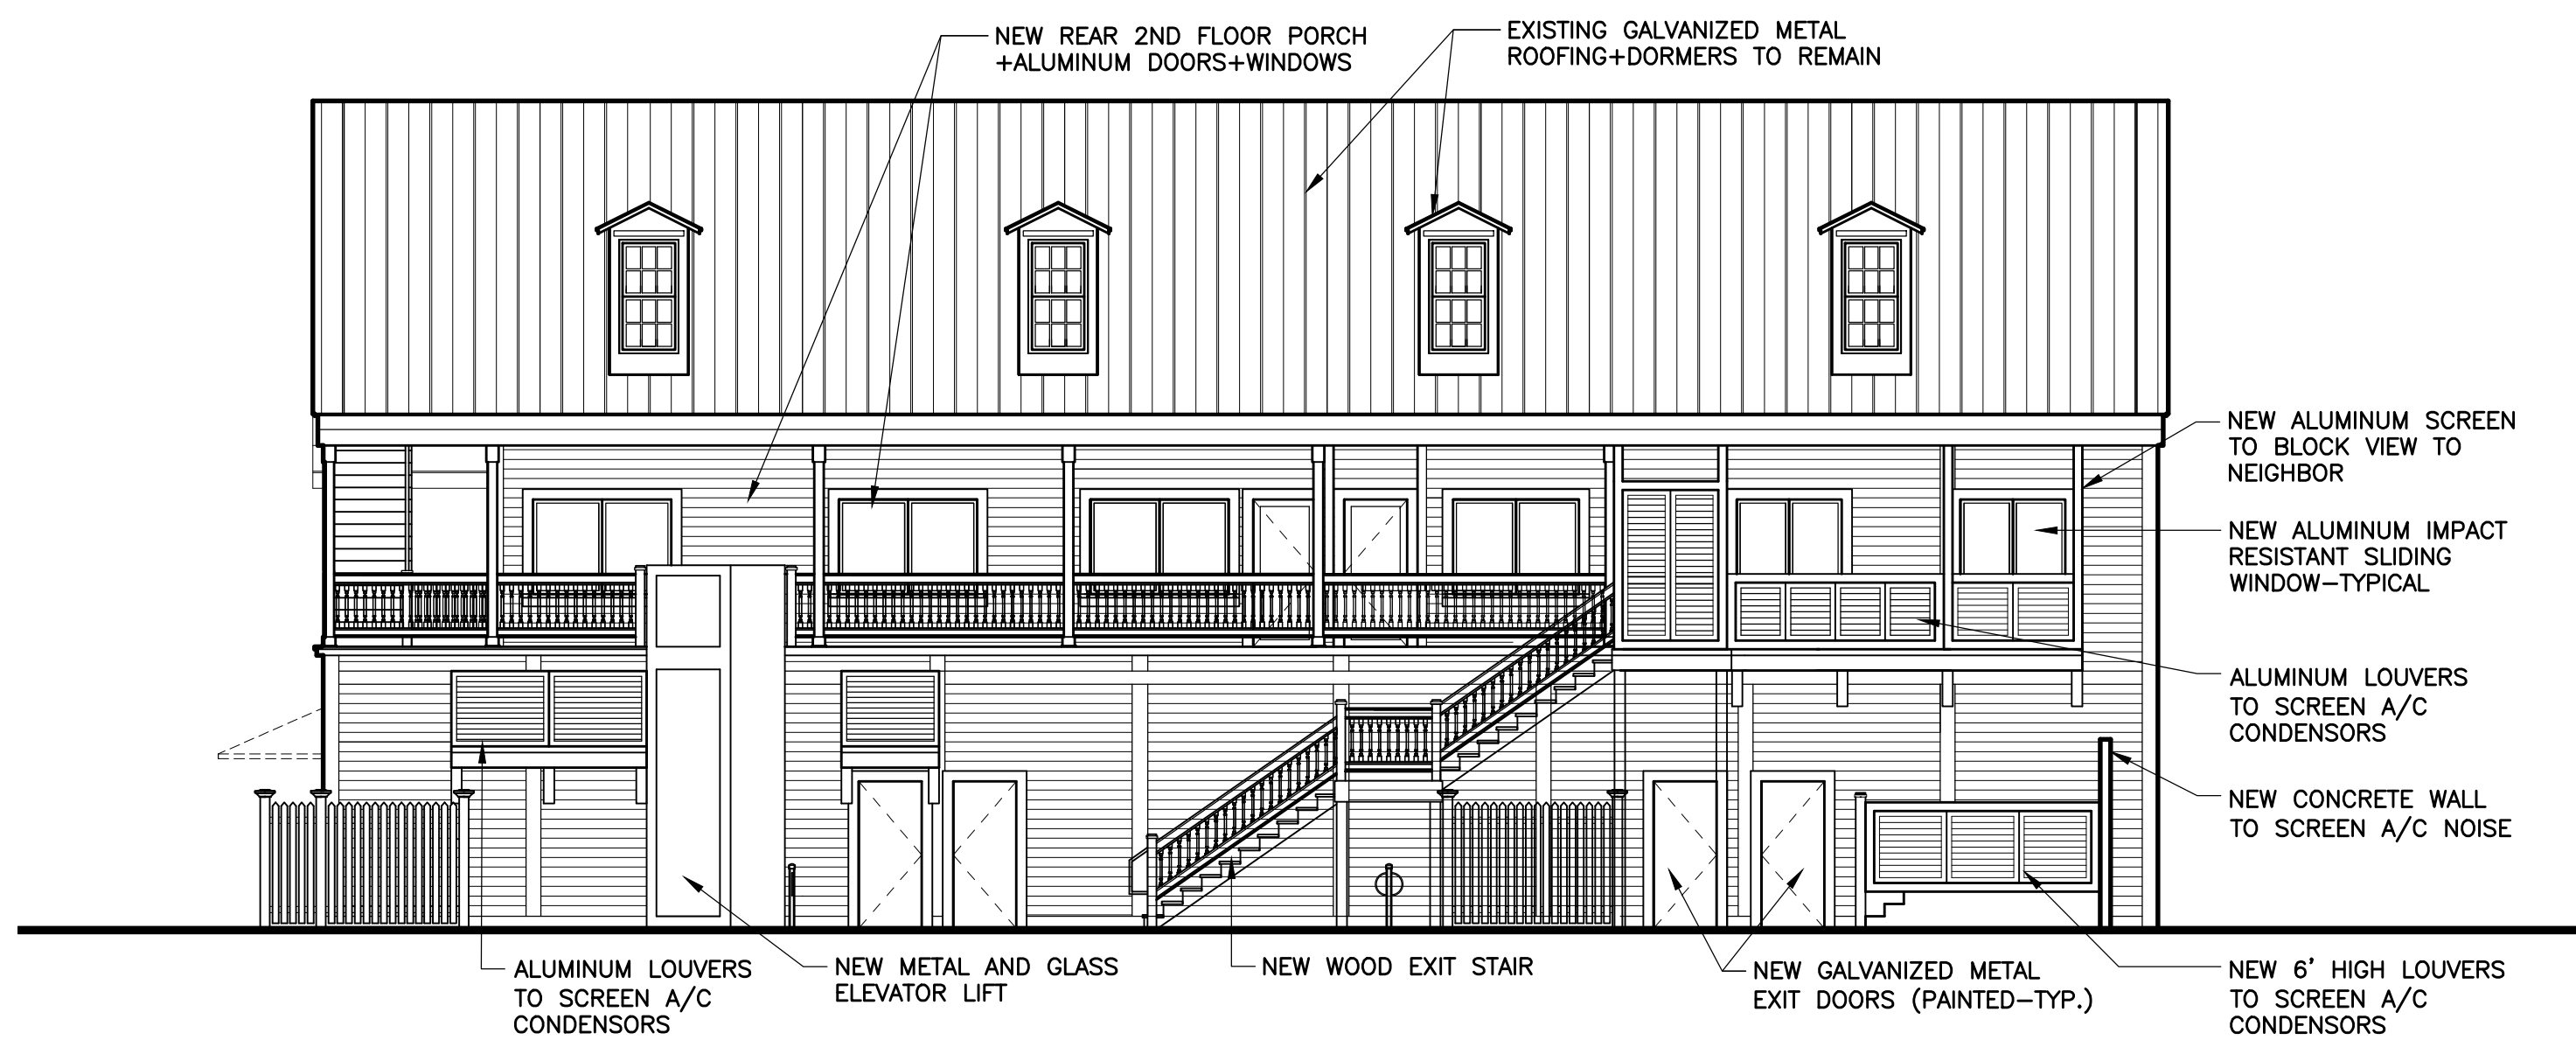 NEW REAR 2ND FLOOR PORCH
+ALUMINUM DOORS+WINDOWS
EXISTING GALVANIZED METAL
ROOFING+DORMERS TO REMAIN
NEW ALUMINUM SCREEN
TO BLOCK VIEW TO
NEIGHBOR
NEW ALUMINUM IMPACT
RESISTANT SLIDING
WINDOW-TYPICAL
ALUMINUM LOUVERS
TO SCREEN A/C
CONDENSORS
NEW CONCRETE WALL
TO SCREEN A/C NOISE
ALUMINUM LOUVERS
TO SCREEN A/C
CONDENSORS
NEW METAL AND GLASS
ELEVATOR LIFT
NEW WOOD EXIT STAIR
NEW GALVANIZED METAL
EXIT DOORS (PAINTED-TYP.)
NEW 6' HIGH LOUVERS
TO SCREEN A/C
CONDENSORS